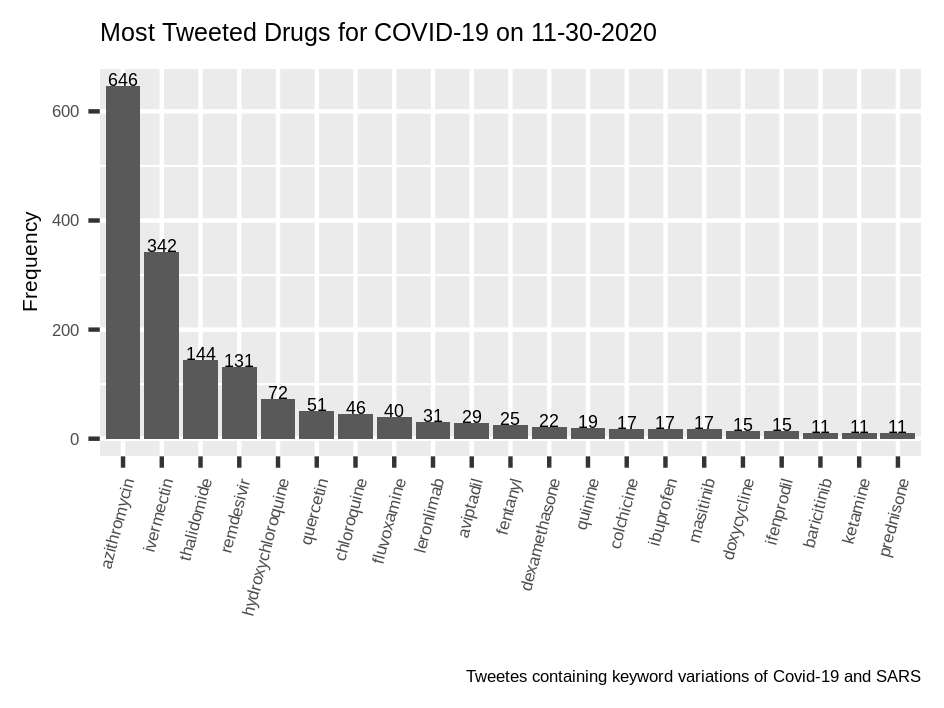 Most Tweeted Drugs for COVID-19 on 11-30-2020
Frequency
600
400
200
0
646
342
144
131
72
51
46
40
31
29
25
22
19
17
17
17
15
15
11
11
11
azithromycin
ivermectin
thalidomide
remdesivir
hydroxychloroquine
quercetin
chloroquine
fluvoxamine
leronlimab
aviptadil
fentanyl
dexamethasone
quinine
colchicine
ibuprofen
masitinib
doxycycline
ifenprodil
baricitinib
ketamine
prednisone
Tweetes containing keyword variations of Covid-19 and SARS